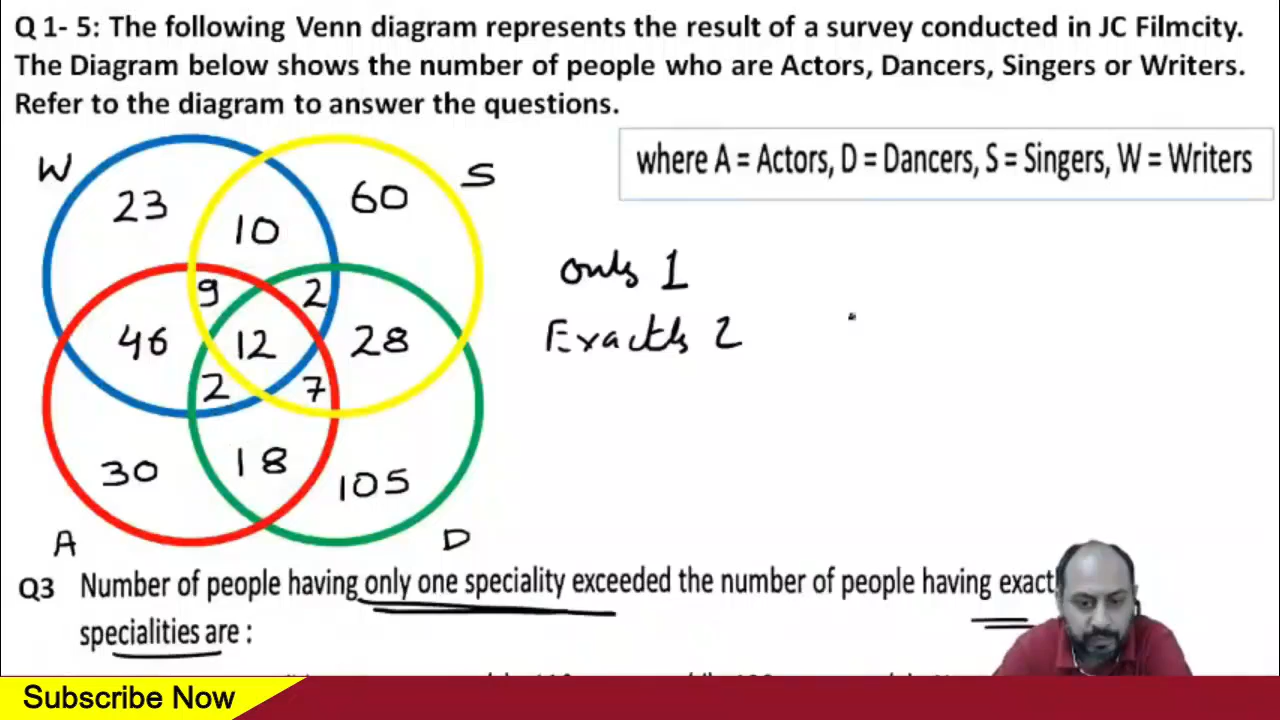 Q 1- 5: The following Venn diagram represents the result of a survey conducted in JC Filmcity.
The Diagram below shows the number of people who are Actors, Dancers, Singers or Writers.
Refer to the diagram to answer the questions.
where A = Actors, D = Dancers, S = Singers, W = Writers
W
S
23
60
10
only 1
9
2
Exactly 2
46
12
28
2
7
30
18
105
A
D
Q3 Number of people having only one speciality exceeded the number of people having exact
specialities are :
Subscribe Now